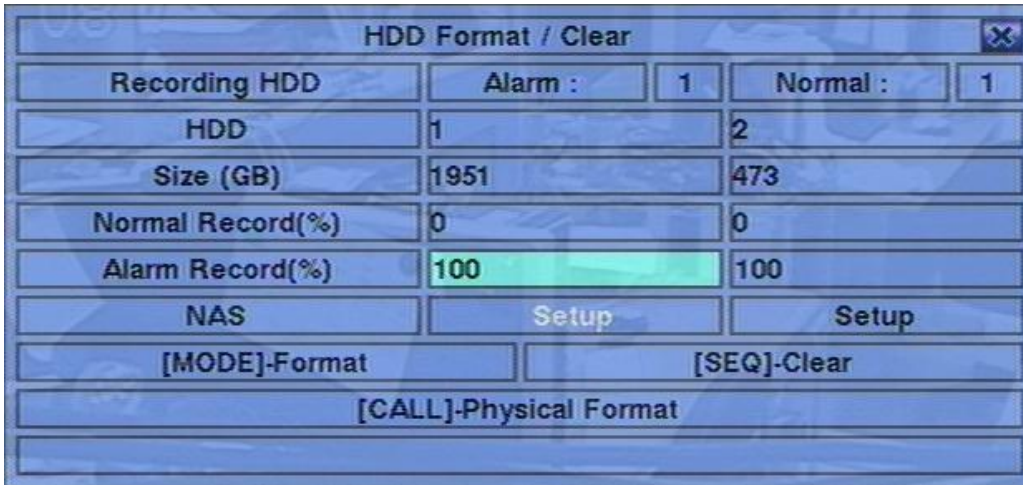 HDD Format / Clear
Recording HDD Alarm : 1 Normal : 1
HDD 1 2
Size (GB) 1951 473
Normal Record(%) 0 0
Alarm Record(%) 100 100
NAS Setup Setup
[MODE]-Format [SEQ]-Clear
[CALL]-Physical Format